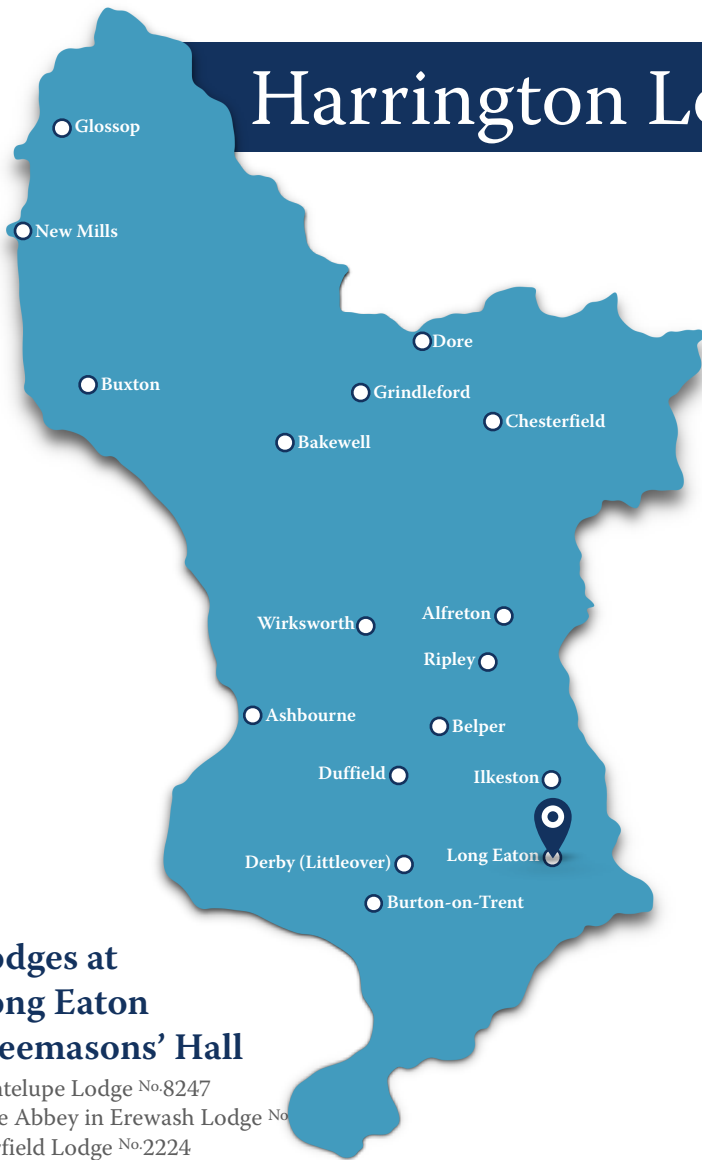 Harrington L
Glossop
New Mills
Dore
Buxton
Grindleford
Chesterfield
Bakewell
Alfreton
Wirksworth
Ripley
Ashbourne
Belper
Duffield
Ilkeston
Long Eaton
Derby (Littleover)
Burton-on-Trent
odges at
ong Eaton
eemasons’ Hall
ntelupe Lodge No.8247
e Abbey in Erewash Lodge No
rfield Lodge No.2224